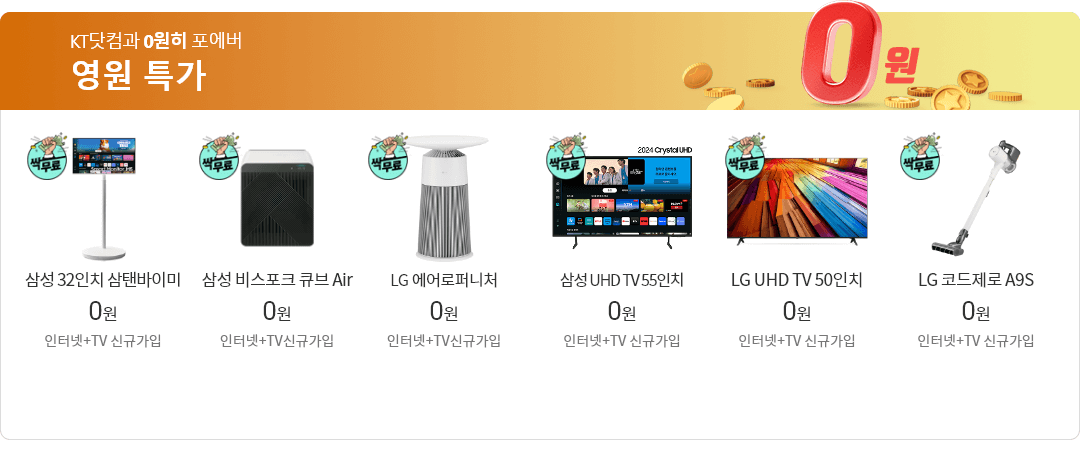 KT닷컴과 0원히 포에버
영원 특가
0원
싹무료
싹무료
싹무료
싹무료
싹무료
싹무료
2024 Crystal UHD
삼성 32인치 삼탠바이미
0원
인터넷+TV 신규가입
삼성 비스포크 큐브 Air
0원
인터넷+TV신규가입
LG 에어로퍼니처
0원
인터넷+TV신규가입
삼성 UHD TV 55인치
0원
인터넷+TV 신규가입
LG UHD TV 50인치
0원
인터넷+TV 신규가입
LG 코드제로 A9S
0원
인터넷+TV 신규가입